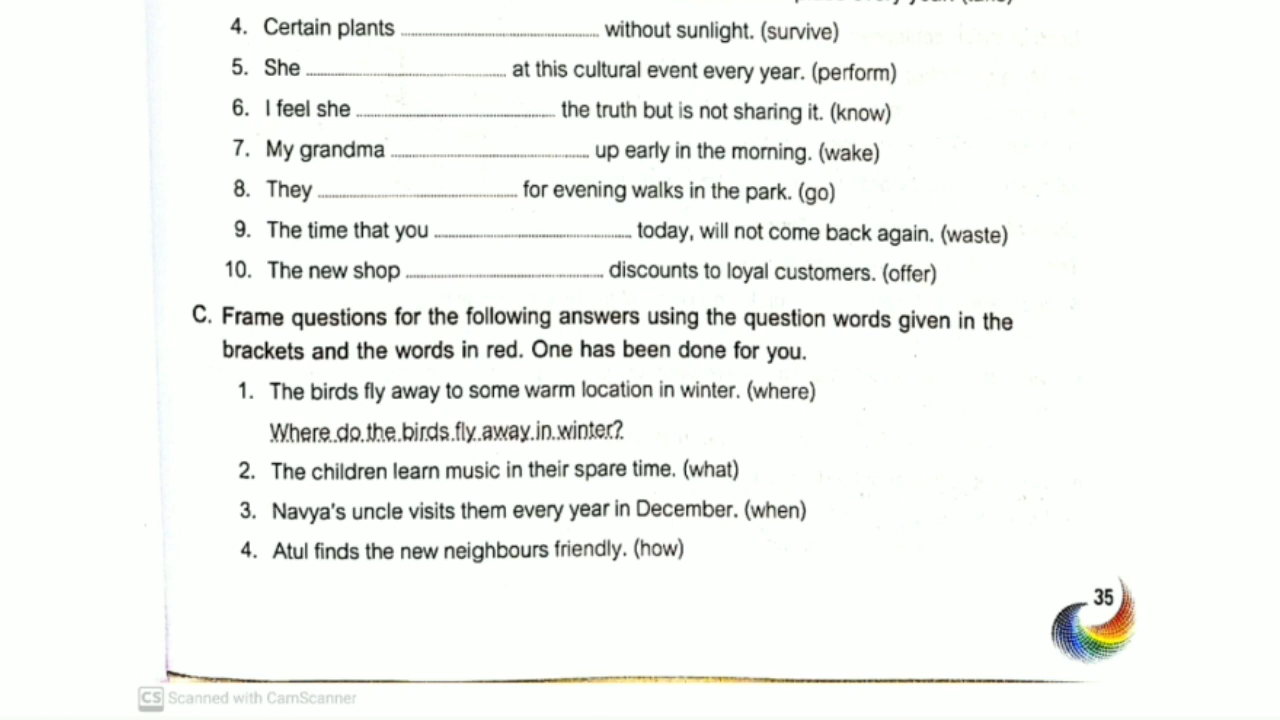 4. Certain plants ........................ without sunlight. (survive)
5. She ........................ at this cultural event every year. (perform)
6. I feel she ........................ the truth but is not sharing it. (know)
7. My grandma ........................ up early in the morning. (wake)
8. They ........................ for evening walks in the park. (go)
9. The time that you ........................ today, will not come back again. (waste)
10. The new shop ........................ discounts to loyal customers. (offer)
C. Frame questions for the following answers using the question words given in the
brackets and the words in red. One has been done for you.
1. The birds fly away to some warm location in winter. (where)
Where do the birds fly away in winter?
2. The children learn music in their spare time. (what)
3. Navya's uncle visits them every year in December. (when)
4. Atul finds the new neighbours friendly. (how)
35
CS Scanned with CamScanner